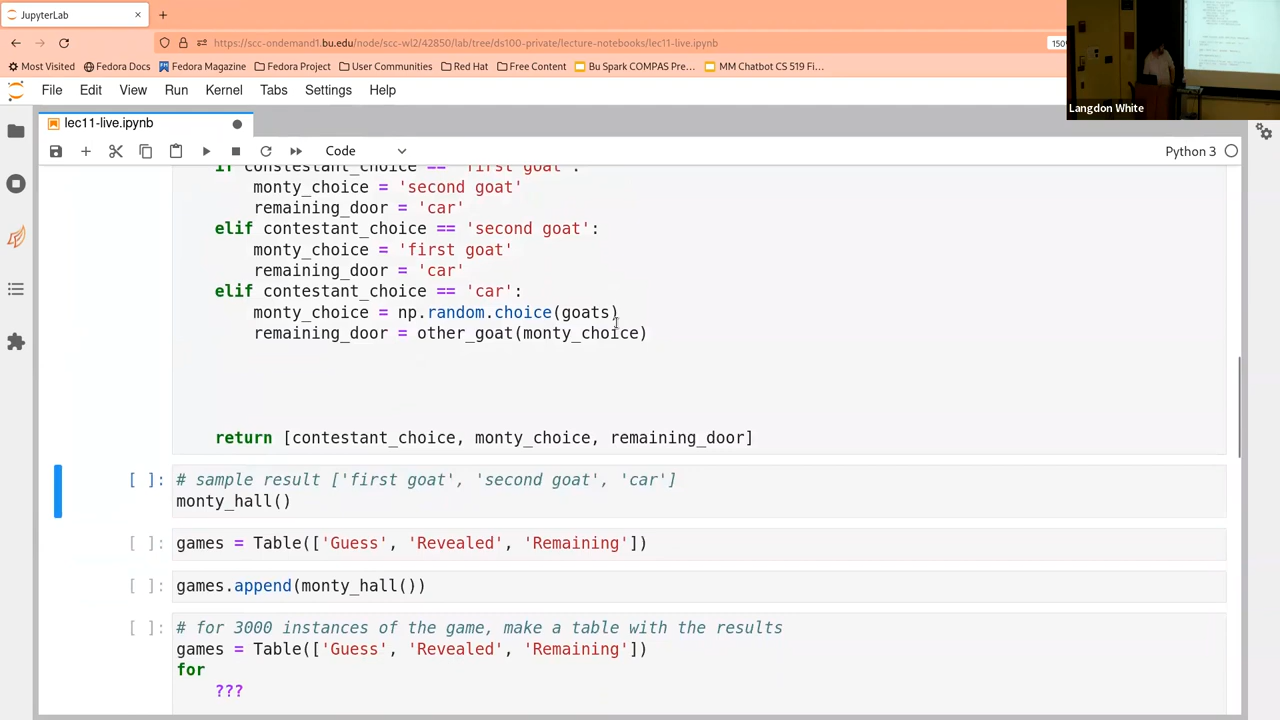 JupyterLab
https://scc-ondemand1.bu.edu/node/scc-wl2/42850/lab/tree/ds100-private/lecture-notebooks/lec11-live.ipynb
150%
Most Visited Fedora Docs Fedora Magazine Fedora Project User Communities Red Hat Free Content Bu Spark COMPAS Pre… MM Chatbot CS 519 Fi…
Langdon White
File Edit View Run Kernel Tabs Settings Help
lec11-live.ipynb
Code
Python 3
if constestant_choice == 'first goat':
monty_choice = 'second goat'
remaining_door = 'car'
elif contestant_choice == 'second goat':
monty_choice = 'first goat'
remaining_door = 'car'
elif contestant_choice == 'car':
monty_choice = np.random.choice(goats)
remaining_door = other_goat(monty_choice)
return [contestant_choice, monty_choice, remaining_door]
[ ]: # sample result ['first goat', 'second goat', 'car']
monty_hall()
[ ]: games = Table(['Guess', 'Revealed', 'Remaining'])
[ ]: games.append(monty_hall())
[ ]: # for 3000 instances of the game, make a table with the results
games = Table(['Guess', 'Revealed', 'Remaining'])
for
???